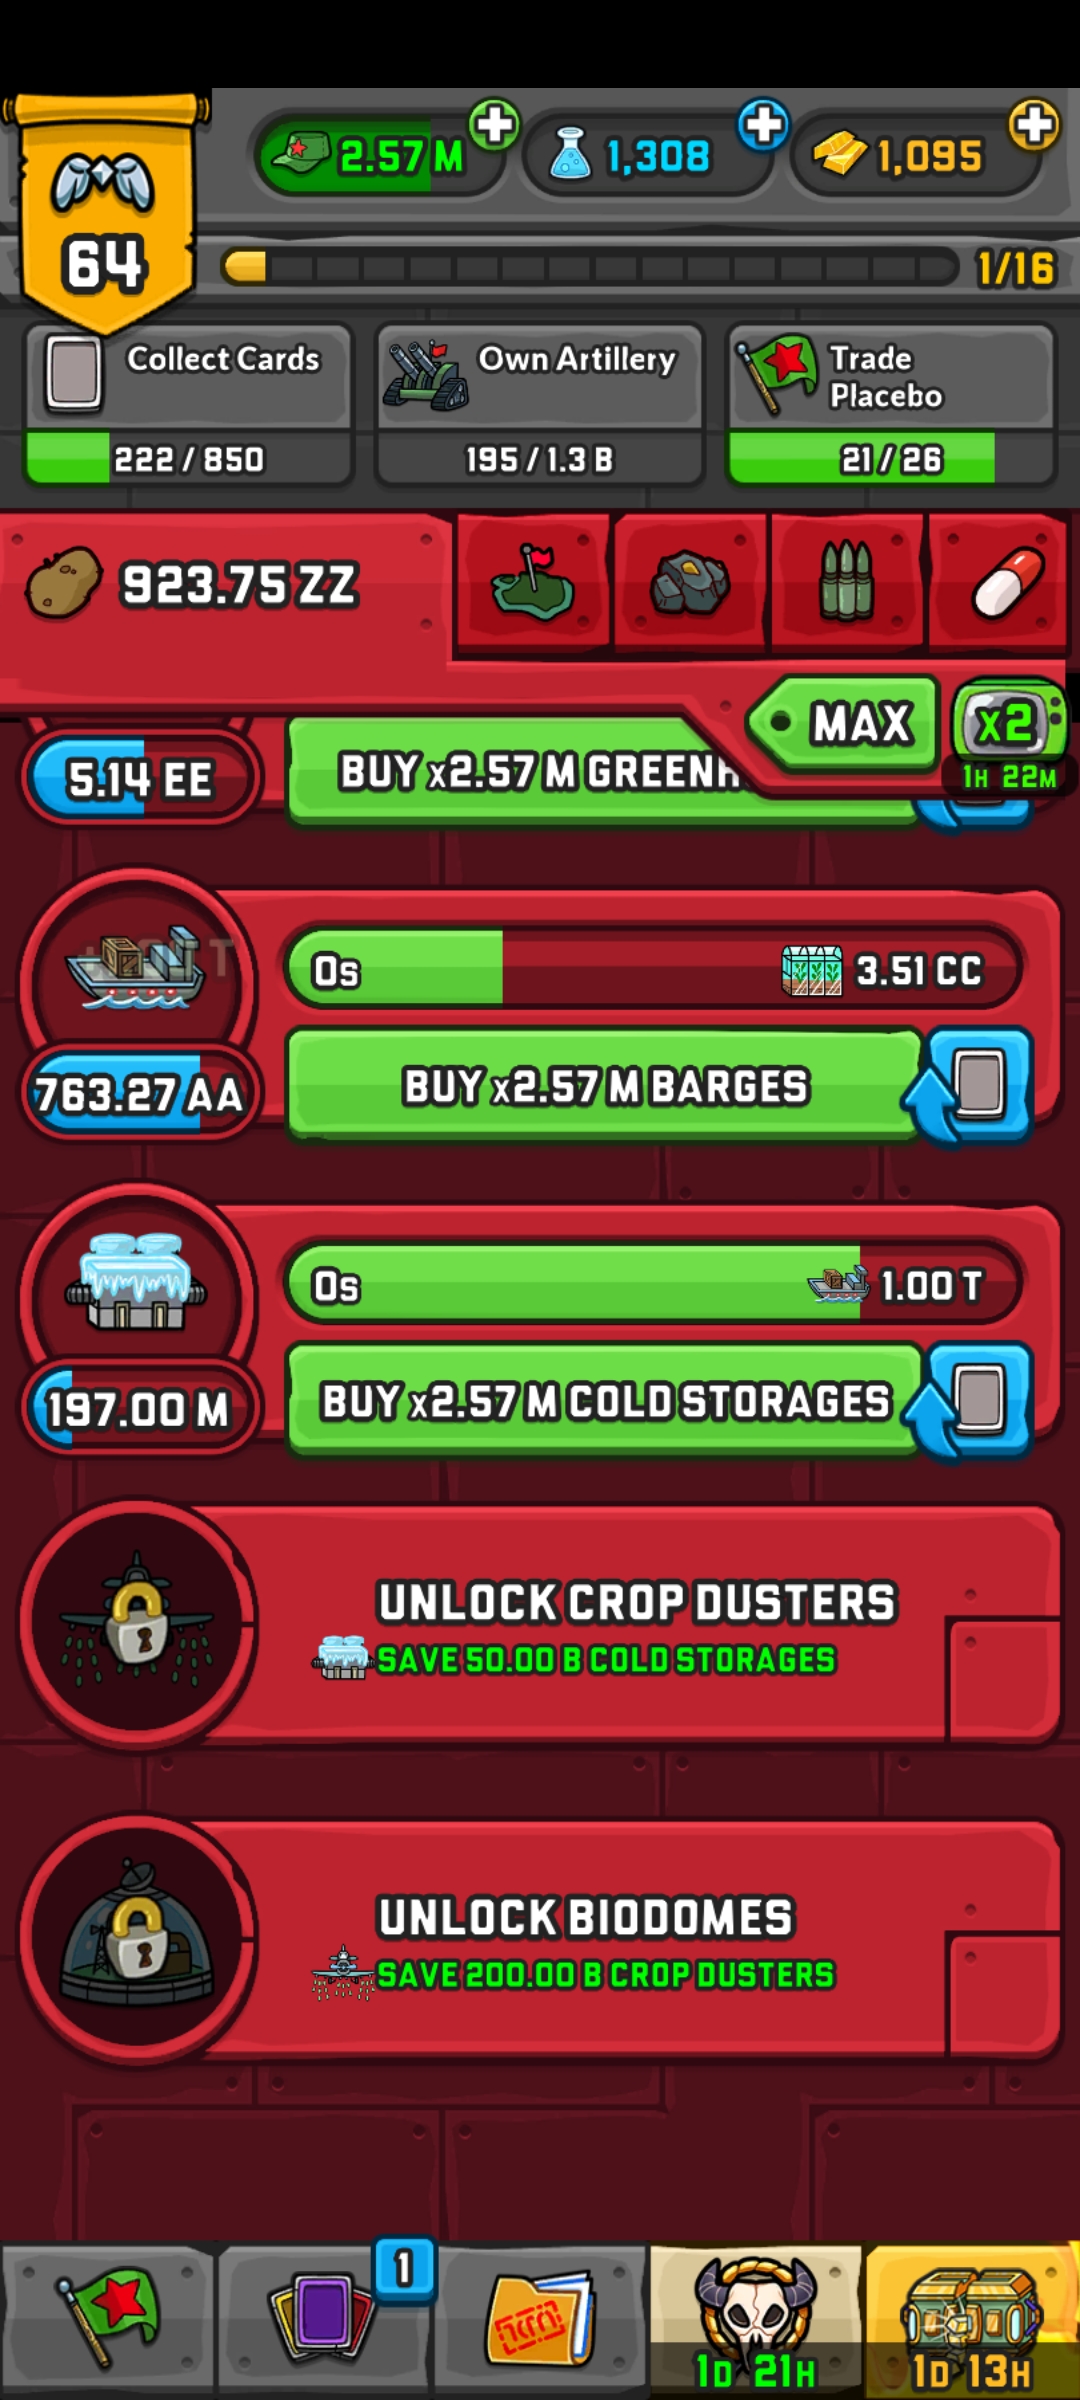 64
2.57 M
1,308
1,095
1/16
Collect Cards
222 / 850
Own Artillery
195 / 1.3 B
Trade
Placebo
21 / 26
923.75 ZZ
MAX
x2
1H 22M
5.14 EE
BUY x2.57 M GREENH
0s
3.51 CC
763.27 AA
BUY x2.57 M BARGES
0s
1.00 T
197.00 M
BUY x2.57 M COLD STORAGES
UNLOCK CROP DUSTERS
SAVE 50.00 B COLD STORAGES
UNLOCK BIODOMES
SAVE 200.00 B CROP DUSTERS
1
1D 21H
1D 13H